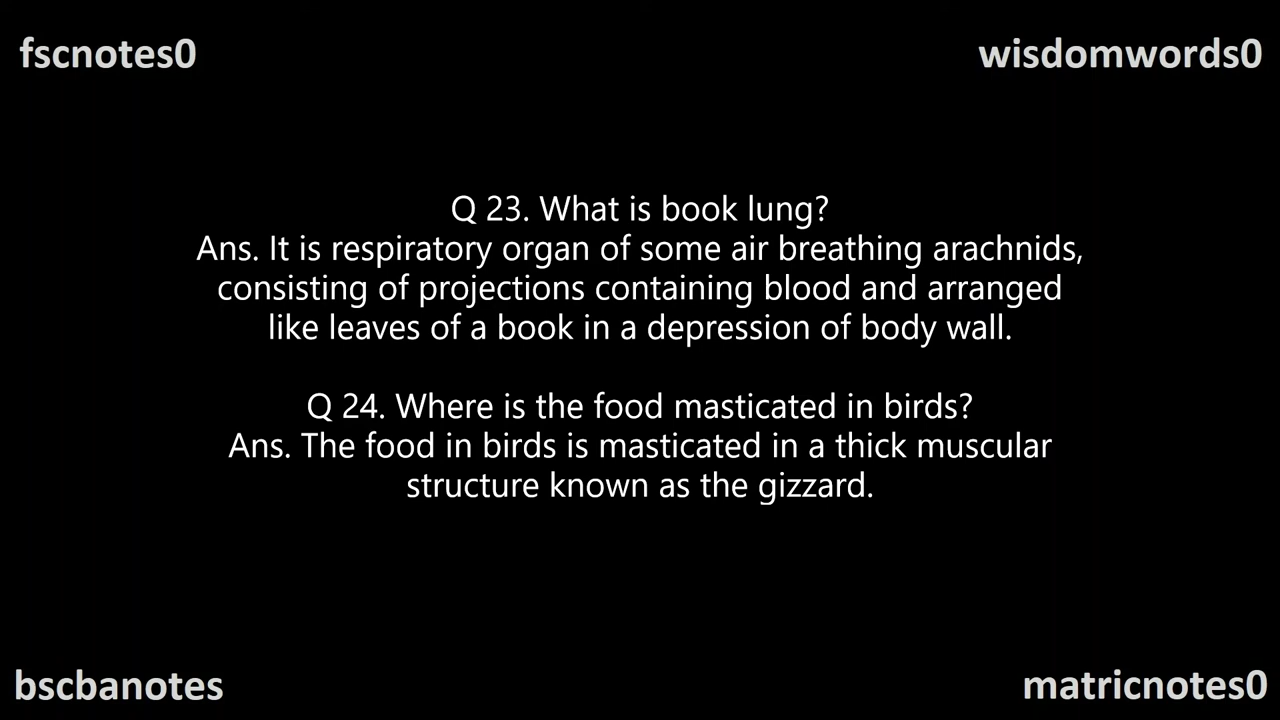 fscnotes0
wisdomwords0
Q 23. What is book lung?
Ans. It is respiratory organ of some air breathing arachnids,
consisting of projections containing blood and arranged
like leaves of a book in a depression of body wall.
Q 24. Where is the food masticated in birds?
Ans. The food in birds is masticated in a thick muscular
structure known as the gizzard.
bscbanotes
matricnotes0